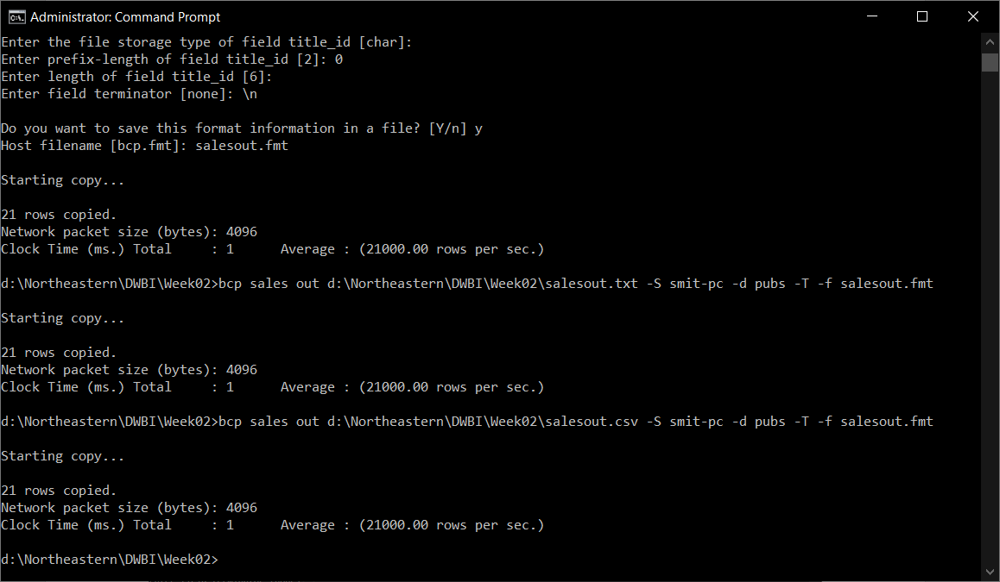 Administrator: Command Prompt
Enter the file storage type of field title_id [char]:
Enter prefix-length of field title_id [2]: 0
Enter length of field title_id [6]:
Enter field terminator [none]: \n
Do you want to save this format information in a file? [Y/n] y
Host filename [bcp.fmt]: salesout.fmt
Starting copy...
21 rows copied.
Network packet size (bytes): 4096
Clock Time (ms.) Total     : 1      Average : (21000.00 rows per sec.)
d:\Northeastern\DWBI\Week02>bcp sales out d:\Northeastern\DWBI\Week02\salesout.txt -S smit-pc -d pubs -T -f salesout.fmt
Starting copy...
21 rows copied.
Network packet size (bytes): 4096
Clock Time (ms.) Total     : 1      Average : (21000.00 rows per sec.)
d:\Northeastern\DWBI\Week02>bcp sales out d:\Northeastern\DWBI\Week02\salesout.csv -S smit-pc -d pubs -T -f salesout.fmt
Starting copy...
21 rows copied.
Network packet size (bytes): 4096
Clock Time (ms.) Total     : 1      Average : (21000.00 rows per sec.)
d:\Northeastern\DWBI\Week02>